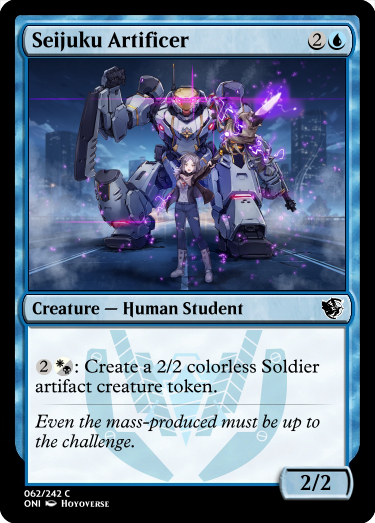 Seijuku Artificer 2
Creature — Human Student
2 : Create a 2/2 colorless Soldier
artifact creature token.
Even the mass-produced must be up to
the challenge.
2/2
062/242 C
ONI Hoyoverse